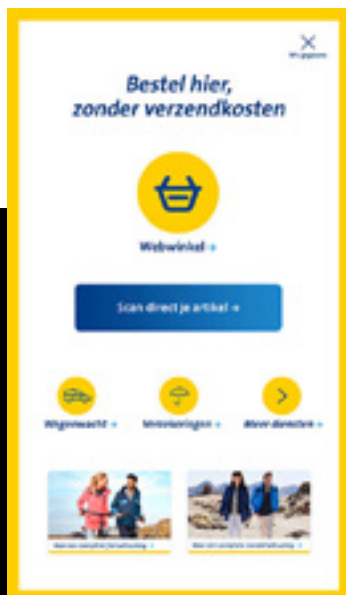 Bestel hier,
zonder verzendkosten
Webwinkel
Scan direct je artikel
Wegenwacht
Verzekeringen
Meer diensten